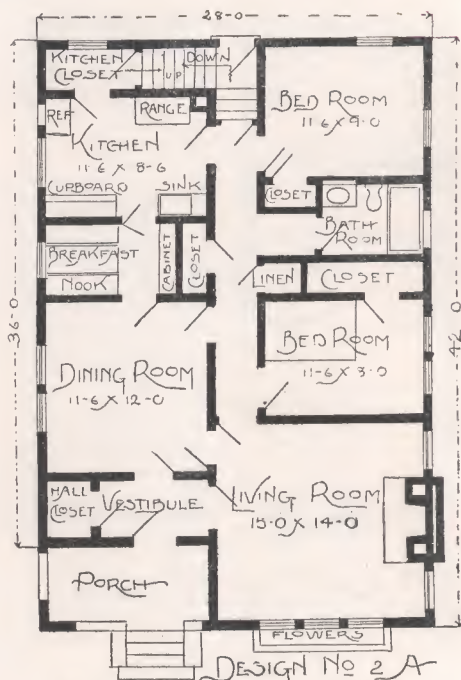 28-0
KITCHEN
CLOSET
UP
DOWN
REF
RANGE
KITCHEN
11-6 X 8-6
BED ROOM
11-6 X 9-0
CUPBOARD
SINK
CLOSET
BATH
ROOM
BREAKFAST
NOOK
CABINET
CLOSET
LINEN
CLOSET
36-0
42-0
DINING ROOM
11-6 X 12-0
BED ROOM
11-6 X
HALL
CLOSET
VESTIBULE
LIVING ROOM
15-0 X 14-0
PORCH
FLOWERS
DESIGN No 2 A